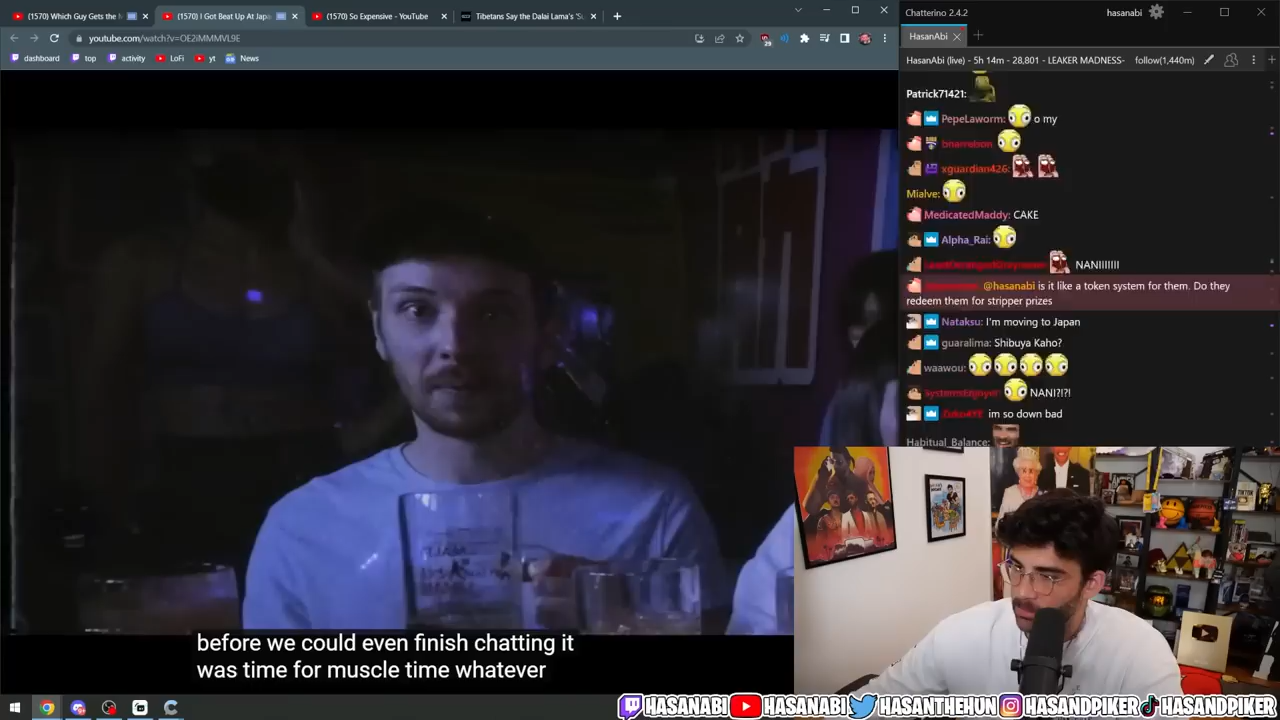 (1570) Which Guy Gets the
(1570) I Got Beat Up At Japa
(1570) So Expensive - YouTube
Tibetans Say the Dalai Lama's 'Su
youtube.com/watch?v=OE2iMMMVL9E
29
dashboard
top
activity
LoFi
yt
News
before we could even finish chatting it
was time for muscle time whatever
Chatterino 2.4.2
hasanabi
HasanAbi
HasanAbi (live) - 5h 14m - 28,801 - LEAKER MADNESS-
follow(1,440m)
Patrick71421:
PepeLaworm: o my
xguardian426:
Mialve:
MedicatedMaddy: CAKE
Alpha_Rai:
NANIIIIIII
@hasanabi is it like a token system for them. Do they
redeem them for stripper prizes
Nataksu: I'm moving to Japan
guaralima: Shibuya Kaho?
waawou:
NANI?!?!
im so down bad
Habitual_Balance:
HASANABI HASANABI HASANTHEHUN HASANDPIKER HASANDPIKER